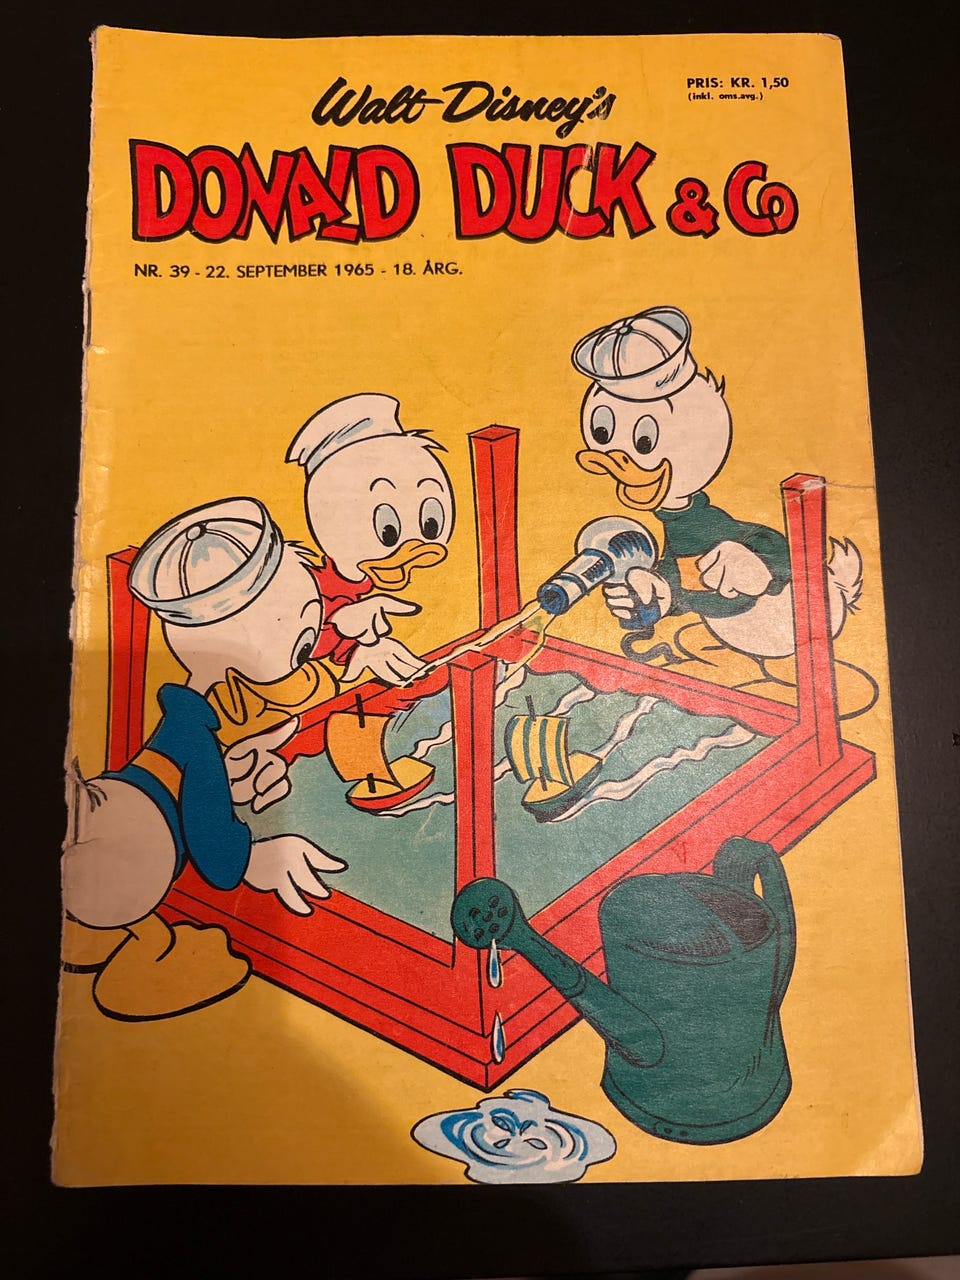 Walt Disney's
PRIS: KR. 1,50
(inkl. oms.avg.)
DONALD DUCK & Co
NR. 39 - 22. SEPTEMBER 1965 - 18. ÅRG.